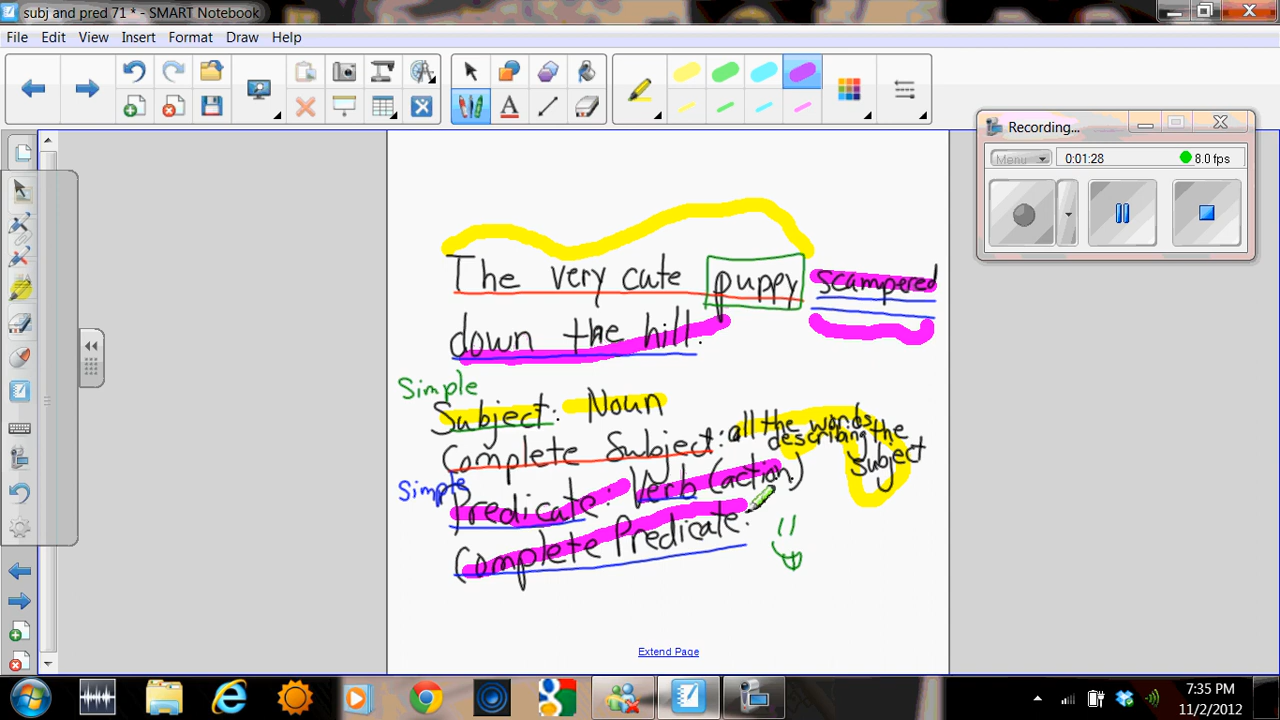 subj and pred 71 * - SMART Notebook
File Edit View Insert Format Draw Help
Recording...
Menu 0:01:28 8.0 fps
The very cute puppy scampered
down the hill.
Simple
Subject: Noun
Complete Subject: all the words
describing the
subject
Simple
Predicate: Verb (action)
Complete Predicate: "
Extend Page
7:35 PM
11/2/2012